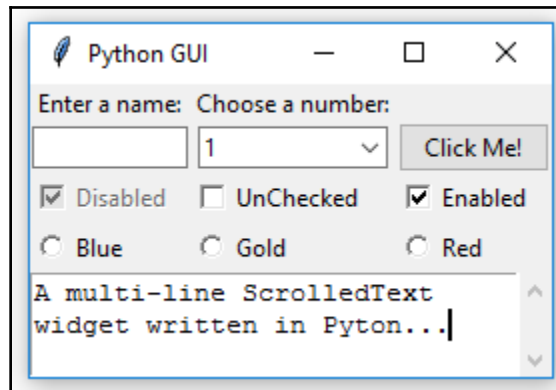 Python GUI
Enter a name: Choose a number:
1 Click Me!
Disabled UnChecked Enabled
Blue Gold Red
A multi-line ScrolledText
widget written in Pyton...